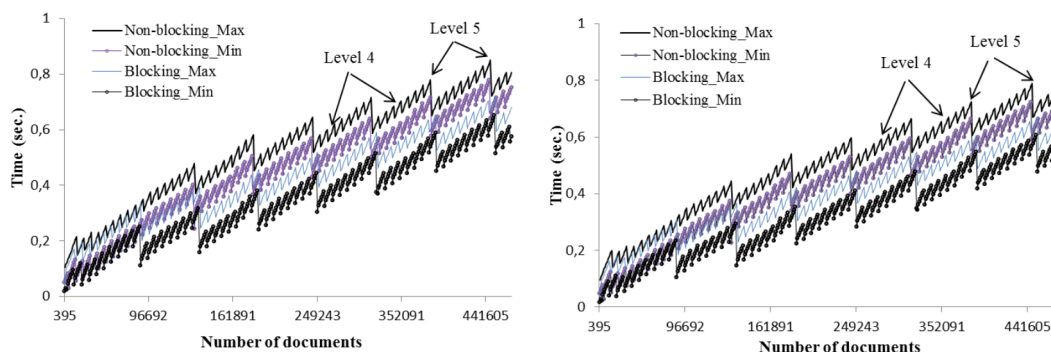 Non-blocking_Max
Non-blocking_Min
Blocking_Max
Blocking_Min
Level 5
Level 4
Time (sec.)
1
0,8
0,6
0,4
0,2
0
395
96692
161891
249243
352091
441605
Number of documents
Non-blocking_Max
Non-blocking_Min
Blocking_Max
Blocking_Min
Level 5
Level 4
Time (sec.)
1
0,8
0,6
0,4
0,2
0
395
96692
161891
249243
352091
441605
Number of documents